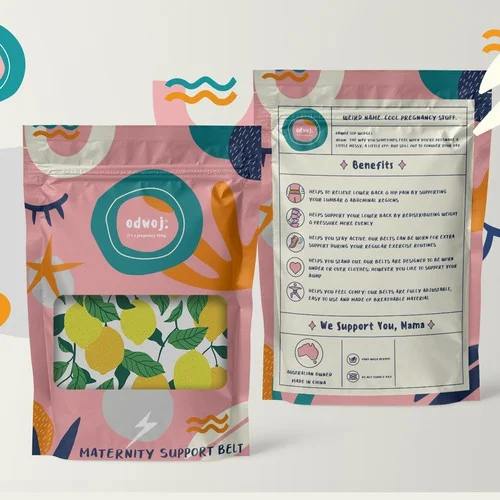 odwoj:
it's a pregnancy thing.
MATERNITY SUPPORT BELT
odwoj:
WEIRD NAME. COOL PREGNANCY STUFF.
Benefits
HELPS TO RELIEVE LOWER BACK & HIP PAIN BY SUPPORTING
YOUR LUMBAR & ABDOMINAL REGIONS
HELPS SUPPORT YOUR LOWER BACK BY REDISTRIBUTING WEIGHT
& PRESSURE MORE EVENLY.
HELPS YOU STAY ACTIVE. OUR BELTS CAN BE WORN FOR EXTRA
SUPPORT DURING YOUR REGULAR EXERCISE ROUTINES
HELPS YOU STAND OUT. OUR BELTS ARE DESIGNED TO BE WORN
UNDER OR OVER CLOTHES; HOWEVER YOU LIKE TO SUPPORT YOUR
BUMP
HELPS YOU FEEL COMFY. OUR BELTS ARE FULLY ADJUSTABLE,
EASY TO USE AND MADE OF BREATHABLE MATERIAL
We Support You, Mama
AUSTRALIAN OWNED
MADE IN CHINA